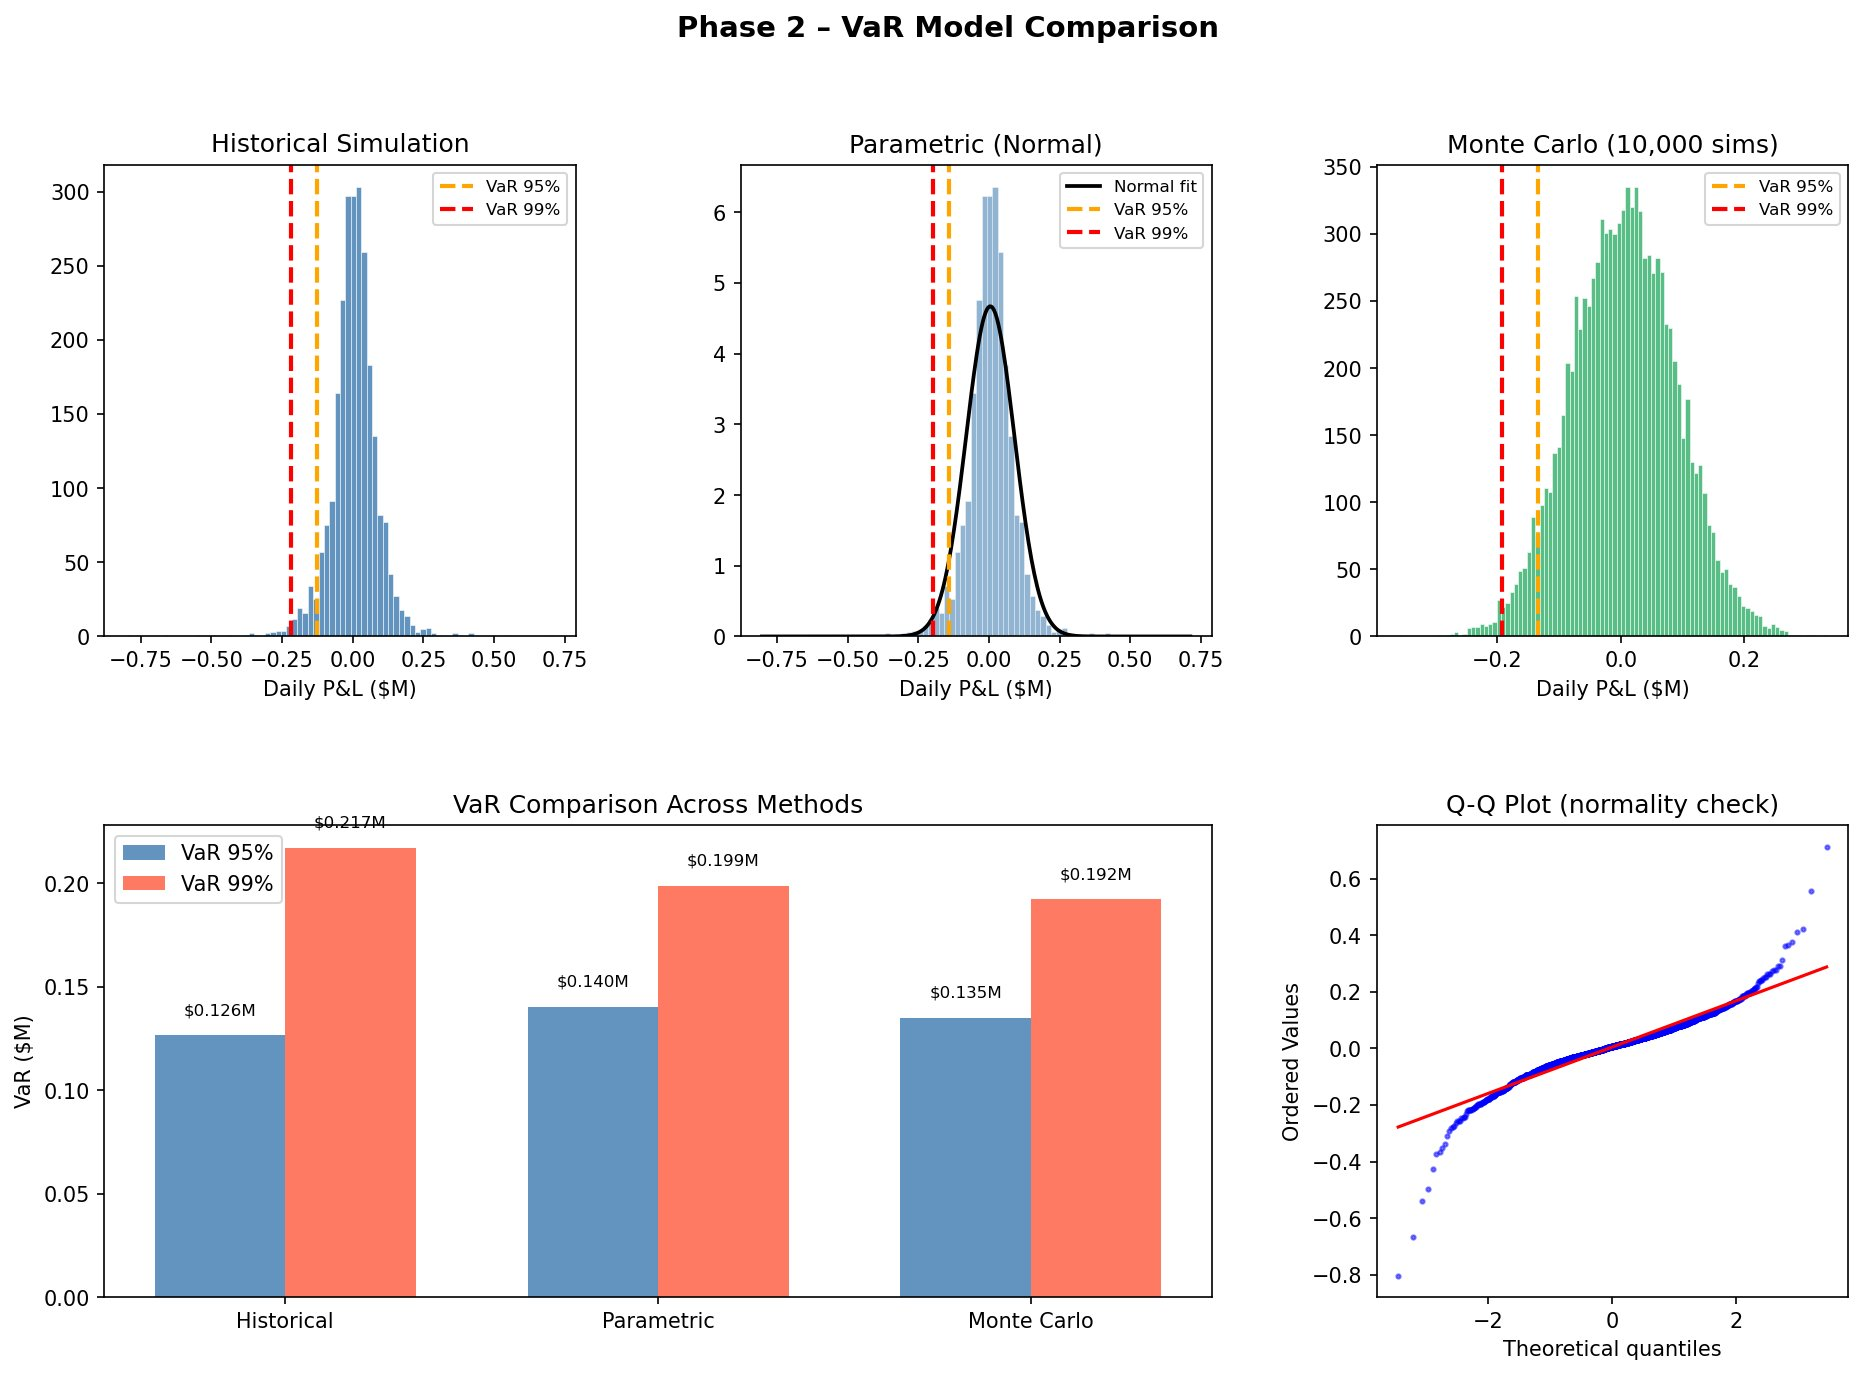 Phase 2 – VaR Model Comparison
Historical Simulation
VaR 95%
VaR 99%
300
250
200
150
100
50
0
−0.75 −0.50 −0.25 0.00 0.25 0.50 0.75
Daily P&L ($M)
Parametric (Normal)
Normal fit
VaR 95%
VaR 99%
6
5
4
3
2
1
0
−0.75 −0.50 −0.25 0.00 0.25 0.50 0.75
Daily P&L ($M)
Monte Carlo (10,000 sims)
VaR 95%
VaR 99%
350
300
250
200
150
100
50
0
−0.2 0.0 0.2
Daily P&L ($M)
VaR Comparison Across Methods
VaR 95%
VaR 99%
$0.217M
$0.199M
$0.192M
$0.126M
$0.140M
$0.135M
VaR ($M)
0.20
0.15
0.10
0.05
0.00
Historical Parametric Monte Carlo
Q-Q Plot (normality check)
Ordered Values
0.6
0.4
0.2
0.0
−0.2
−0.4
−0.6
−0.8
−2 0 2
Theoretical quantiles